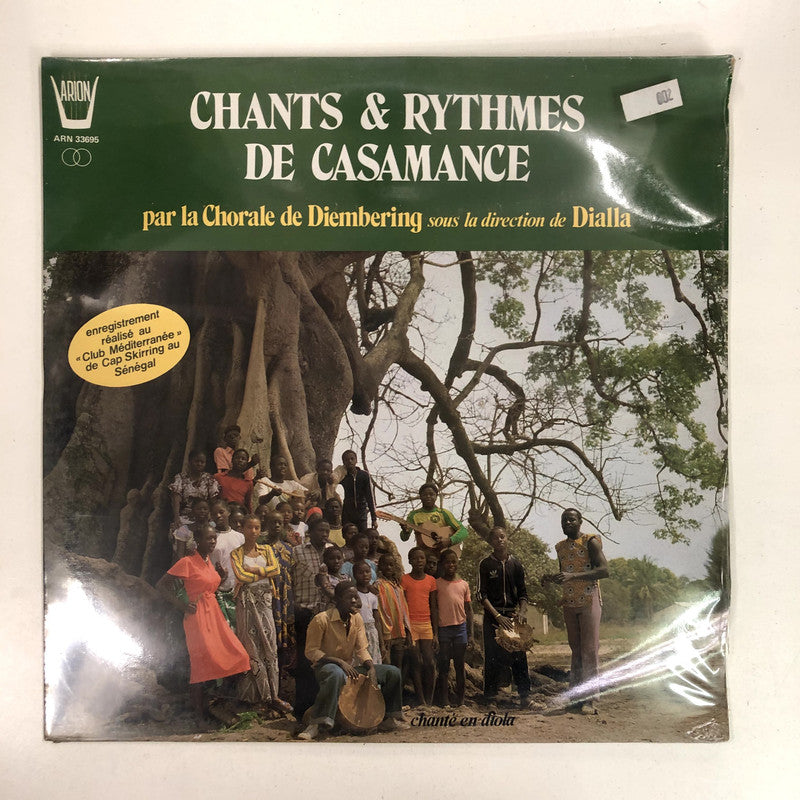 ARION
ARN 33695
002
CHANTS & RYTHMES
DE CASAMANCE
par la Chorale de Diembering sous la direction de Dialla
enregistrement
réalisé au
« Club Méditerranée »
de Cap Skirring au
Sénégal
chanté en diola